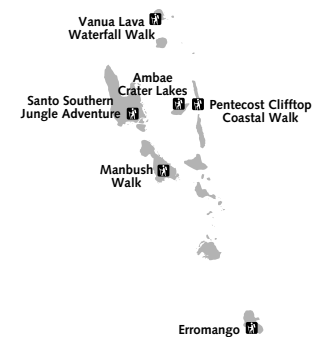 Vanua Lava
Waterfall Walk
Ambae
Crater Lakes
Santo Southern
Jungle Adventure
Pentecost Clifftop
Coastal Walk
Manbush
Walk
Erromango